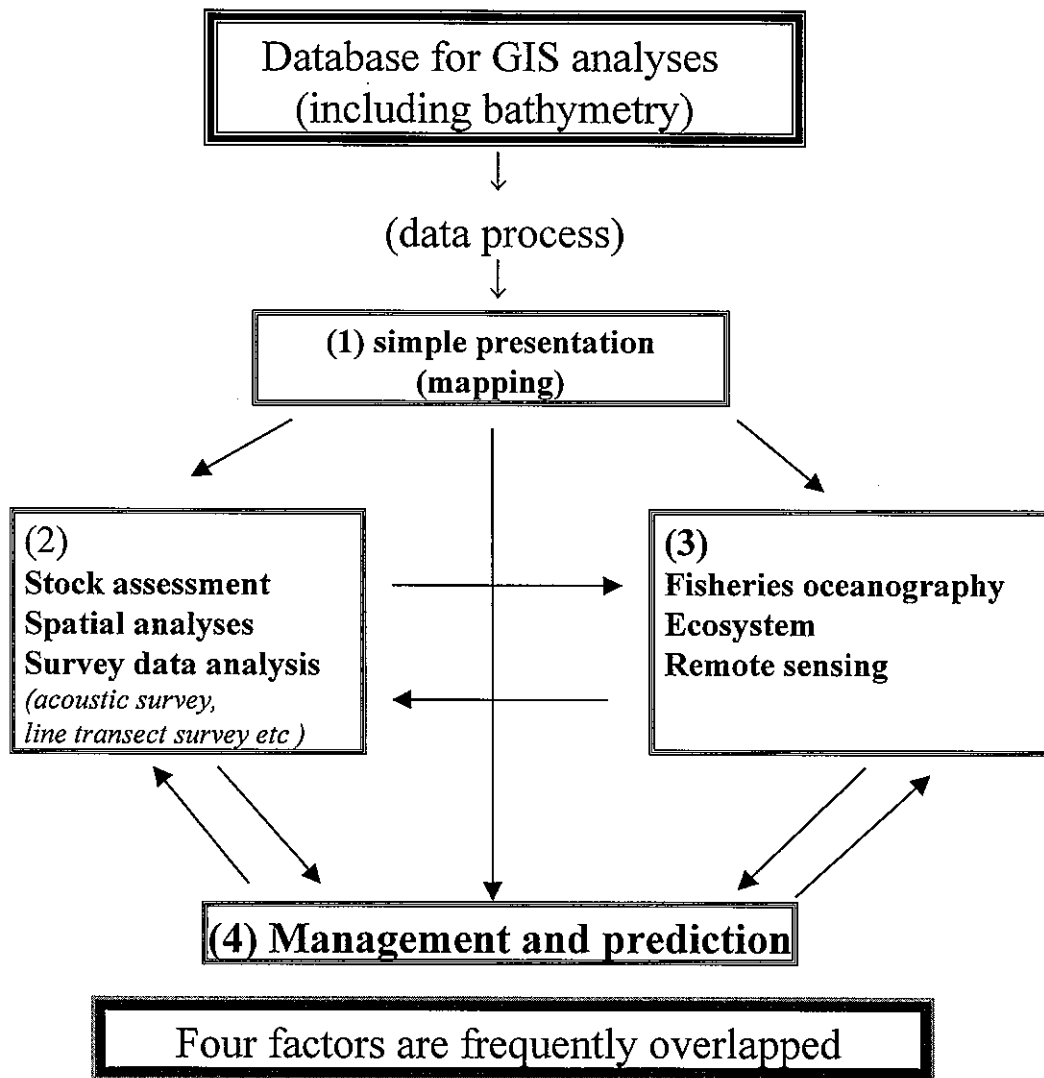 Database for GIS analyses
(including bathymetry)
(data process)
(1) simple presentation
(mapping)
(2)
Stock assessment
Spatial analyses
Survey data analysis
(acoustic survey,
line transect survey etc )
(3)
Fisheries oceanography
Ecosystem
Remote sensing
(4) Management and prediction
Four factors are frequently overlapped